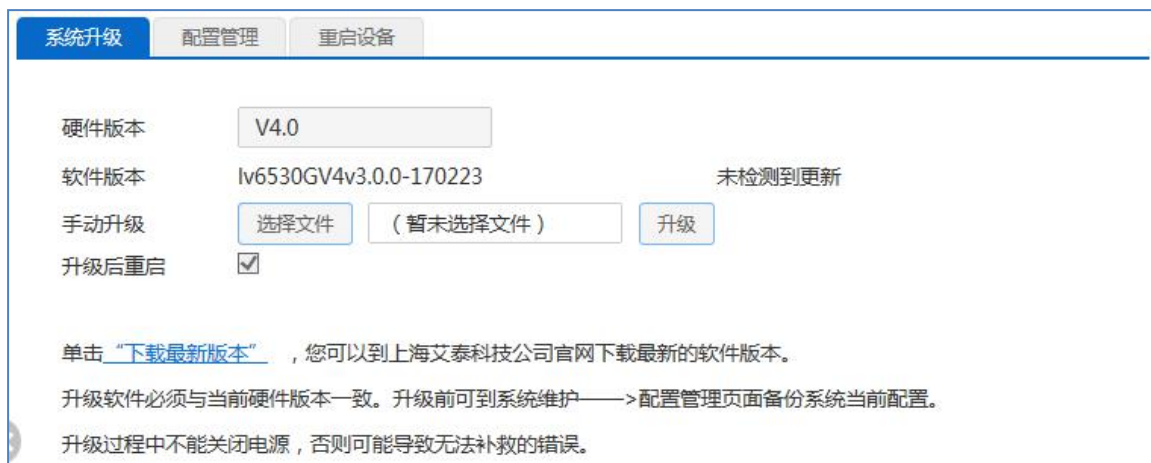 系统升级 配置管理 重启设备
硬件版本 V4.0
软件版本 Iv6530GV4v3.0.0-170223 未检测到更新
手动升级 选择文件 （暂未选择文件） 升级
升级后重启
单击“下载最新版本” ，您可以到上海艾泰科技公司官网下载最新的软件版本。
升级软件必须与当前硬件版本一致。升级前可到系统维护——>配置管理页面备份系统当前配置。
升级过程中不能关闭电源，否则可能导致无法补救的错误。